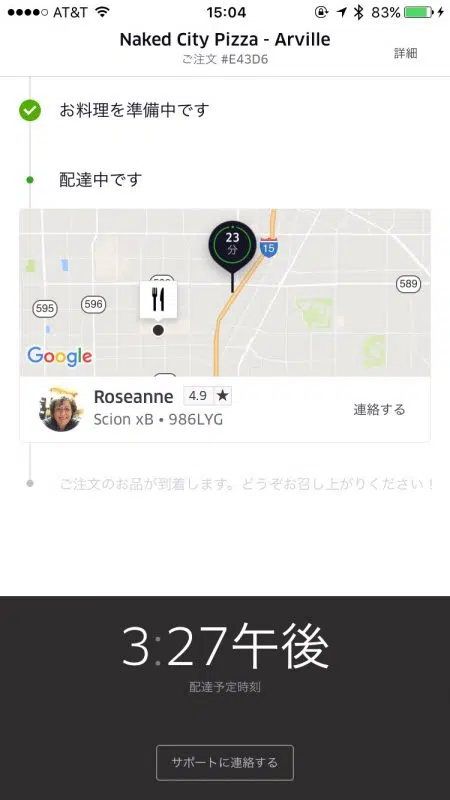 AT&T 15:04 83%
Naked City Pizza - Arville
ご注文 #E43D6
詳細
お料理を準備中です
配達中です
23
分
15
589
596
595
Google
Roseanne 4.9 ★
Scion xB • 986LYG
連絡する
ご注文のお品が到着します。どうぞお召し上がりください！
3:27午後
配達予定時刻
サポートに連絡する